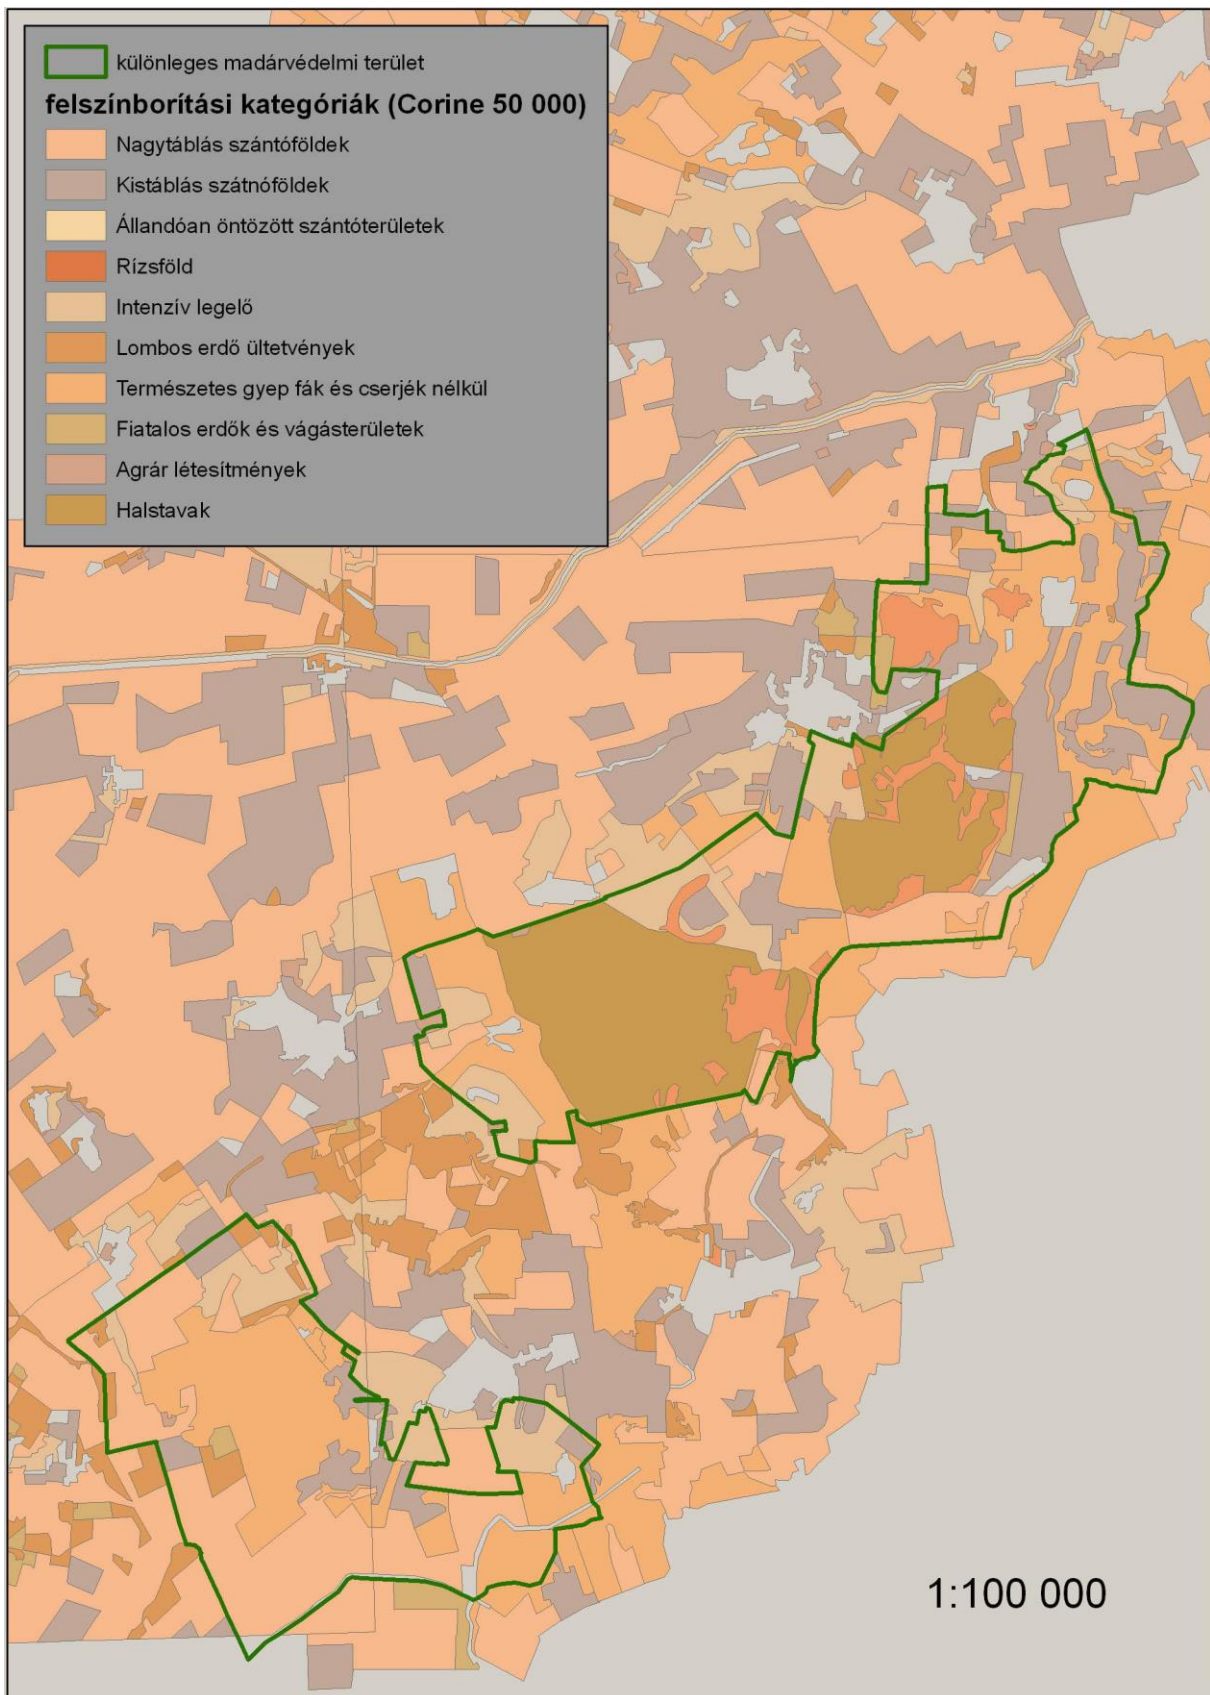 különleges madárvédelmi terület
felszínborítási kategóriák (Corine 50 000)
Nagytáblás szántóföldek
Kistáblás szátnóföldek
Állandóan öntözött szántóterületek
Rízsföld
Intenzív legelő
Lombos erdő ültetvények
Természetes gyep fák és cserjék nélkül
Fiatalos erdők és vágásterületek
Agrár létesítmények
Halstavak
1:100 000